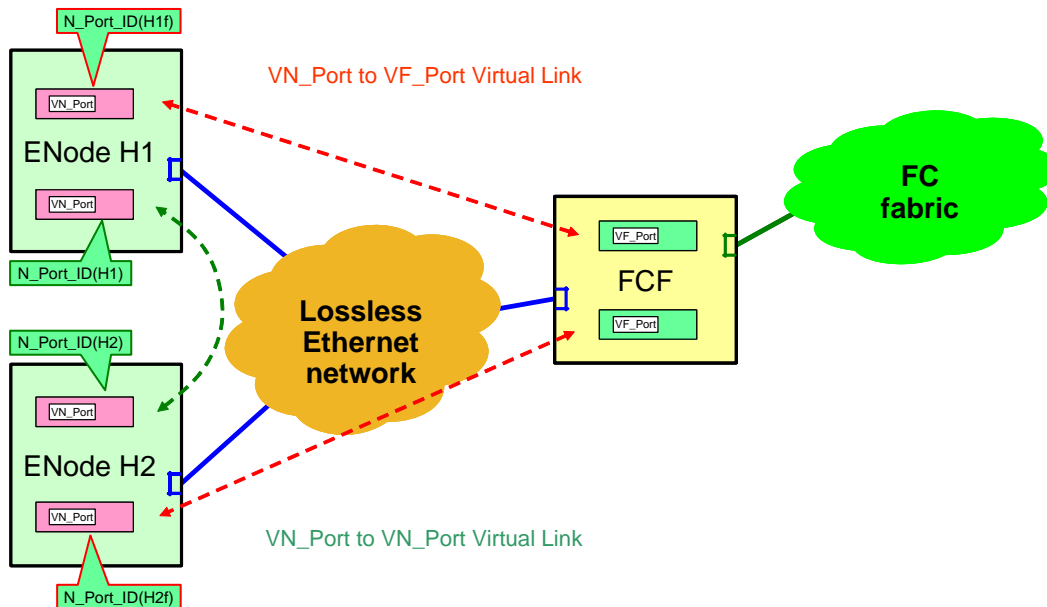 N_Port_ID(H1f)
VN_Port to VF_Port Virtual Link
VN_Port
ENode H1
VN_Port
N_Port_ID(H1)
FC
fabric
VF_Port
FCF
VF_Port
Lossless
Ethernet
network
N_Port_ID(H2)
VN_Port
ENode H2
VN_Port
VN_Port to VN_Port Virtual Link
N_Port_ID(H2f)